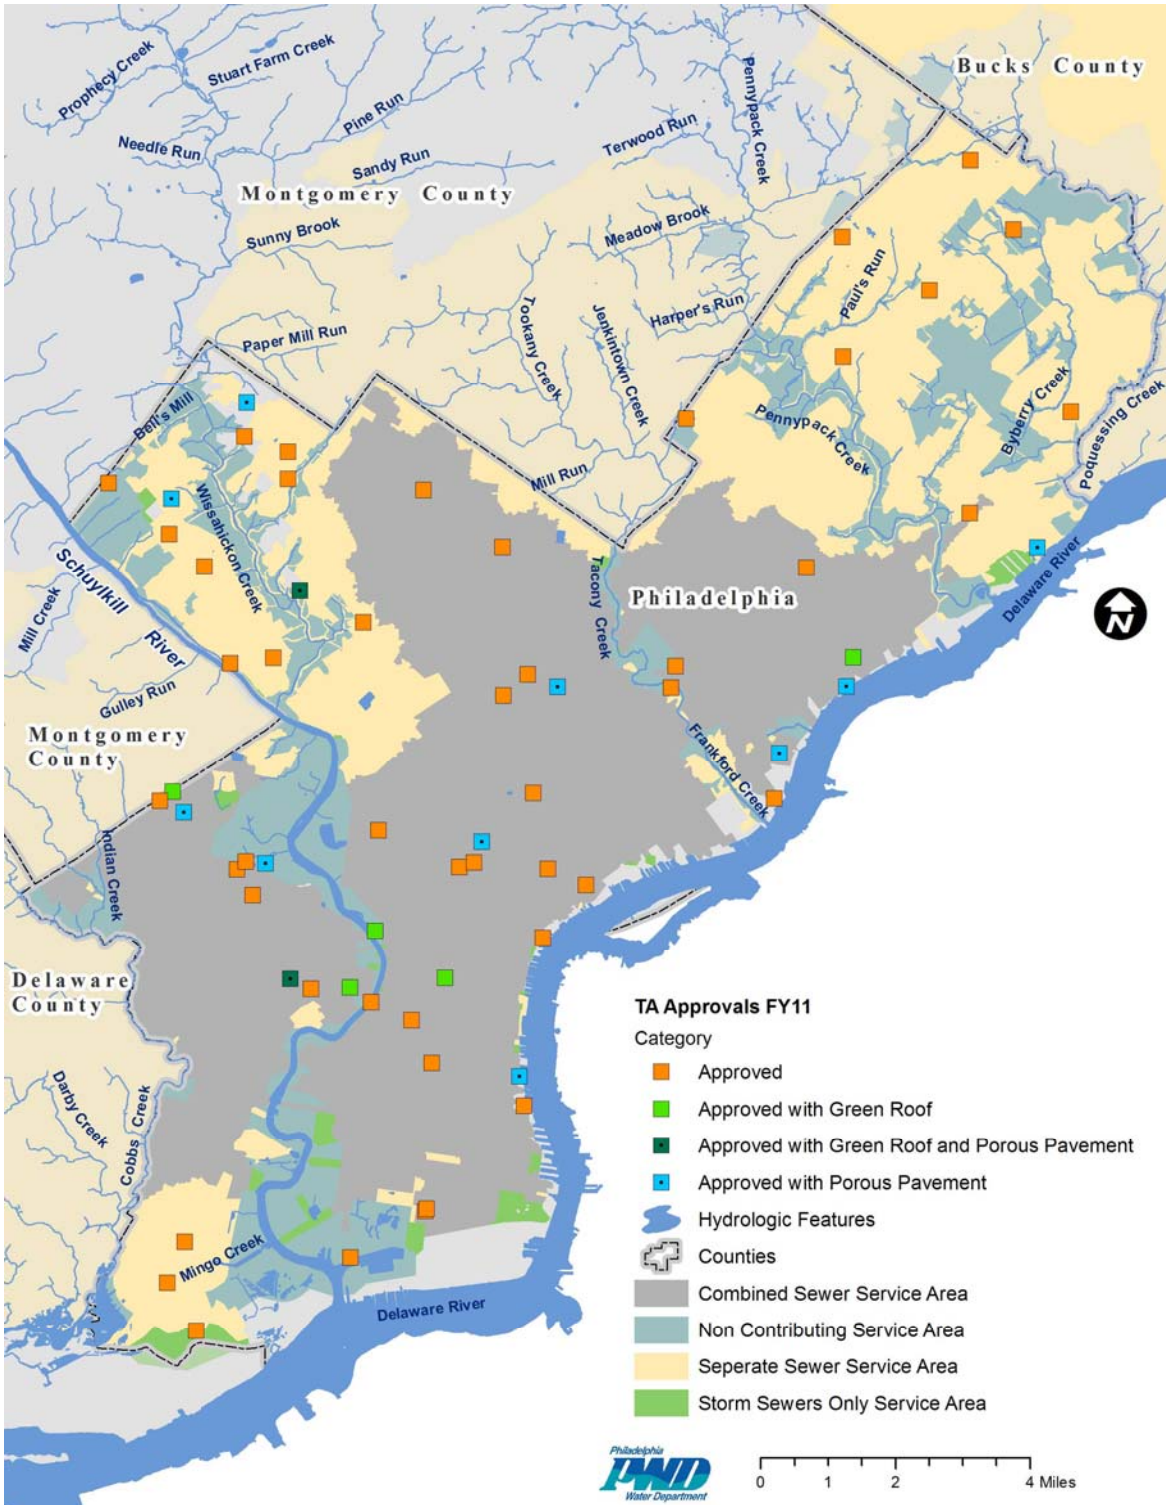 Prophecy Creek
Stuart Farm Creek
Pine Run
Needle Run
Sandy Run
Terwood Run
Pennypack Creek
Bucks County
Montgomery County
Sunny Brook
Meadow Brook
Paul's Run
Harper's Run
Paper Mill Run
Tookany Creek
Jenkintown Creek
Bell's Mill
Pennypack Creek
Byberry Creek
Poquessing Creek
Mill Run
Wissahickon Creek
Schuylkill
River
Mill Creek
Tacony Creek
Philadelphia
Delaware River
N
Gulley Run
Montgomery
County
Frankford Creek
Indian Creek
Delaware
County
Darby Creek
Cobbs Creek
Mingo Creek
Delaware River
TA Approvals FY11
Category
Approved
Approved with Green Roof
Approved with Green Roof and Porous Pavement
Approved with Porous Pavement
Hydrologic Features
Counties
Combined Sewer Service Area
Non Contributing Service Area
Seperate Sewer Service Area
Storm Sewers Only Service Area
Philadelphia
PWD
Water Department
0 1 2 4 Miles